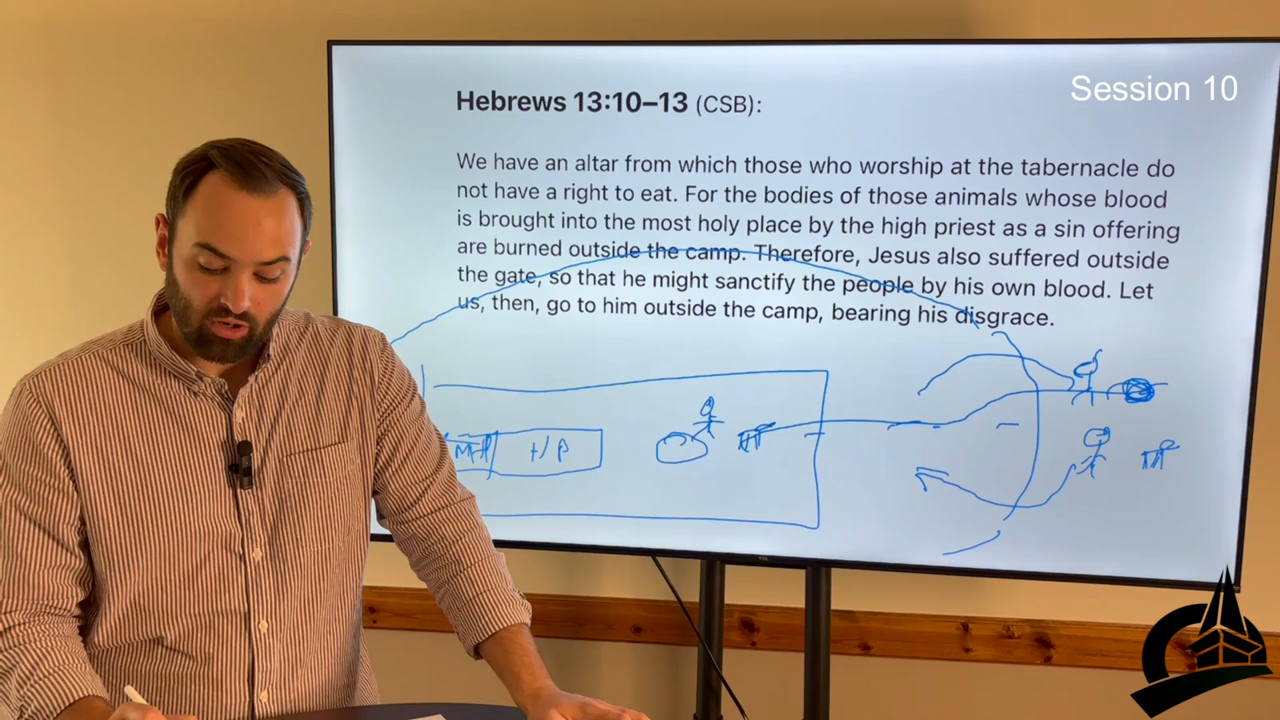 Session 10
Hebrews 13:10–13 (CSB):
We have an altar from which those who worship at the tabernacle do
not have a right to eat. For the bodies of those animals whose blood
is brought into the most holy place by the high priest as a sin offering
are burned outside the camp. Therefore, Jesus also suffered outside
the gate, so that he might sanctify the people by his own blood. Let
us, then, go to him outside the camp, bearing his disgrace.
H/P
TCL